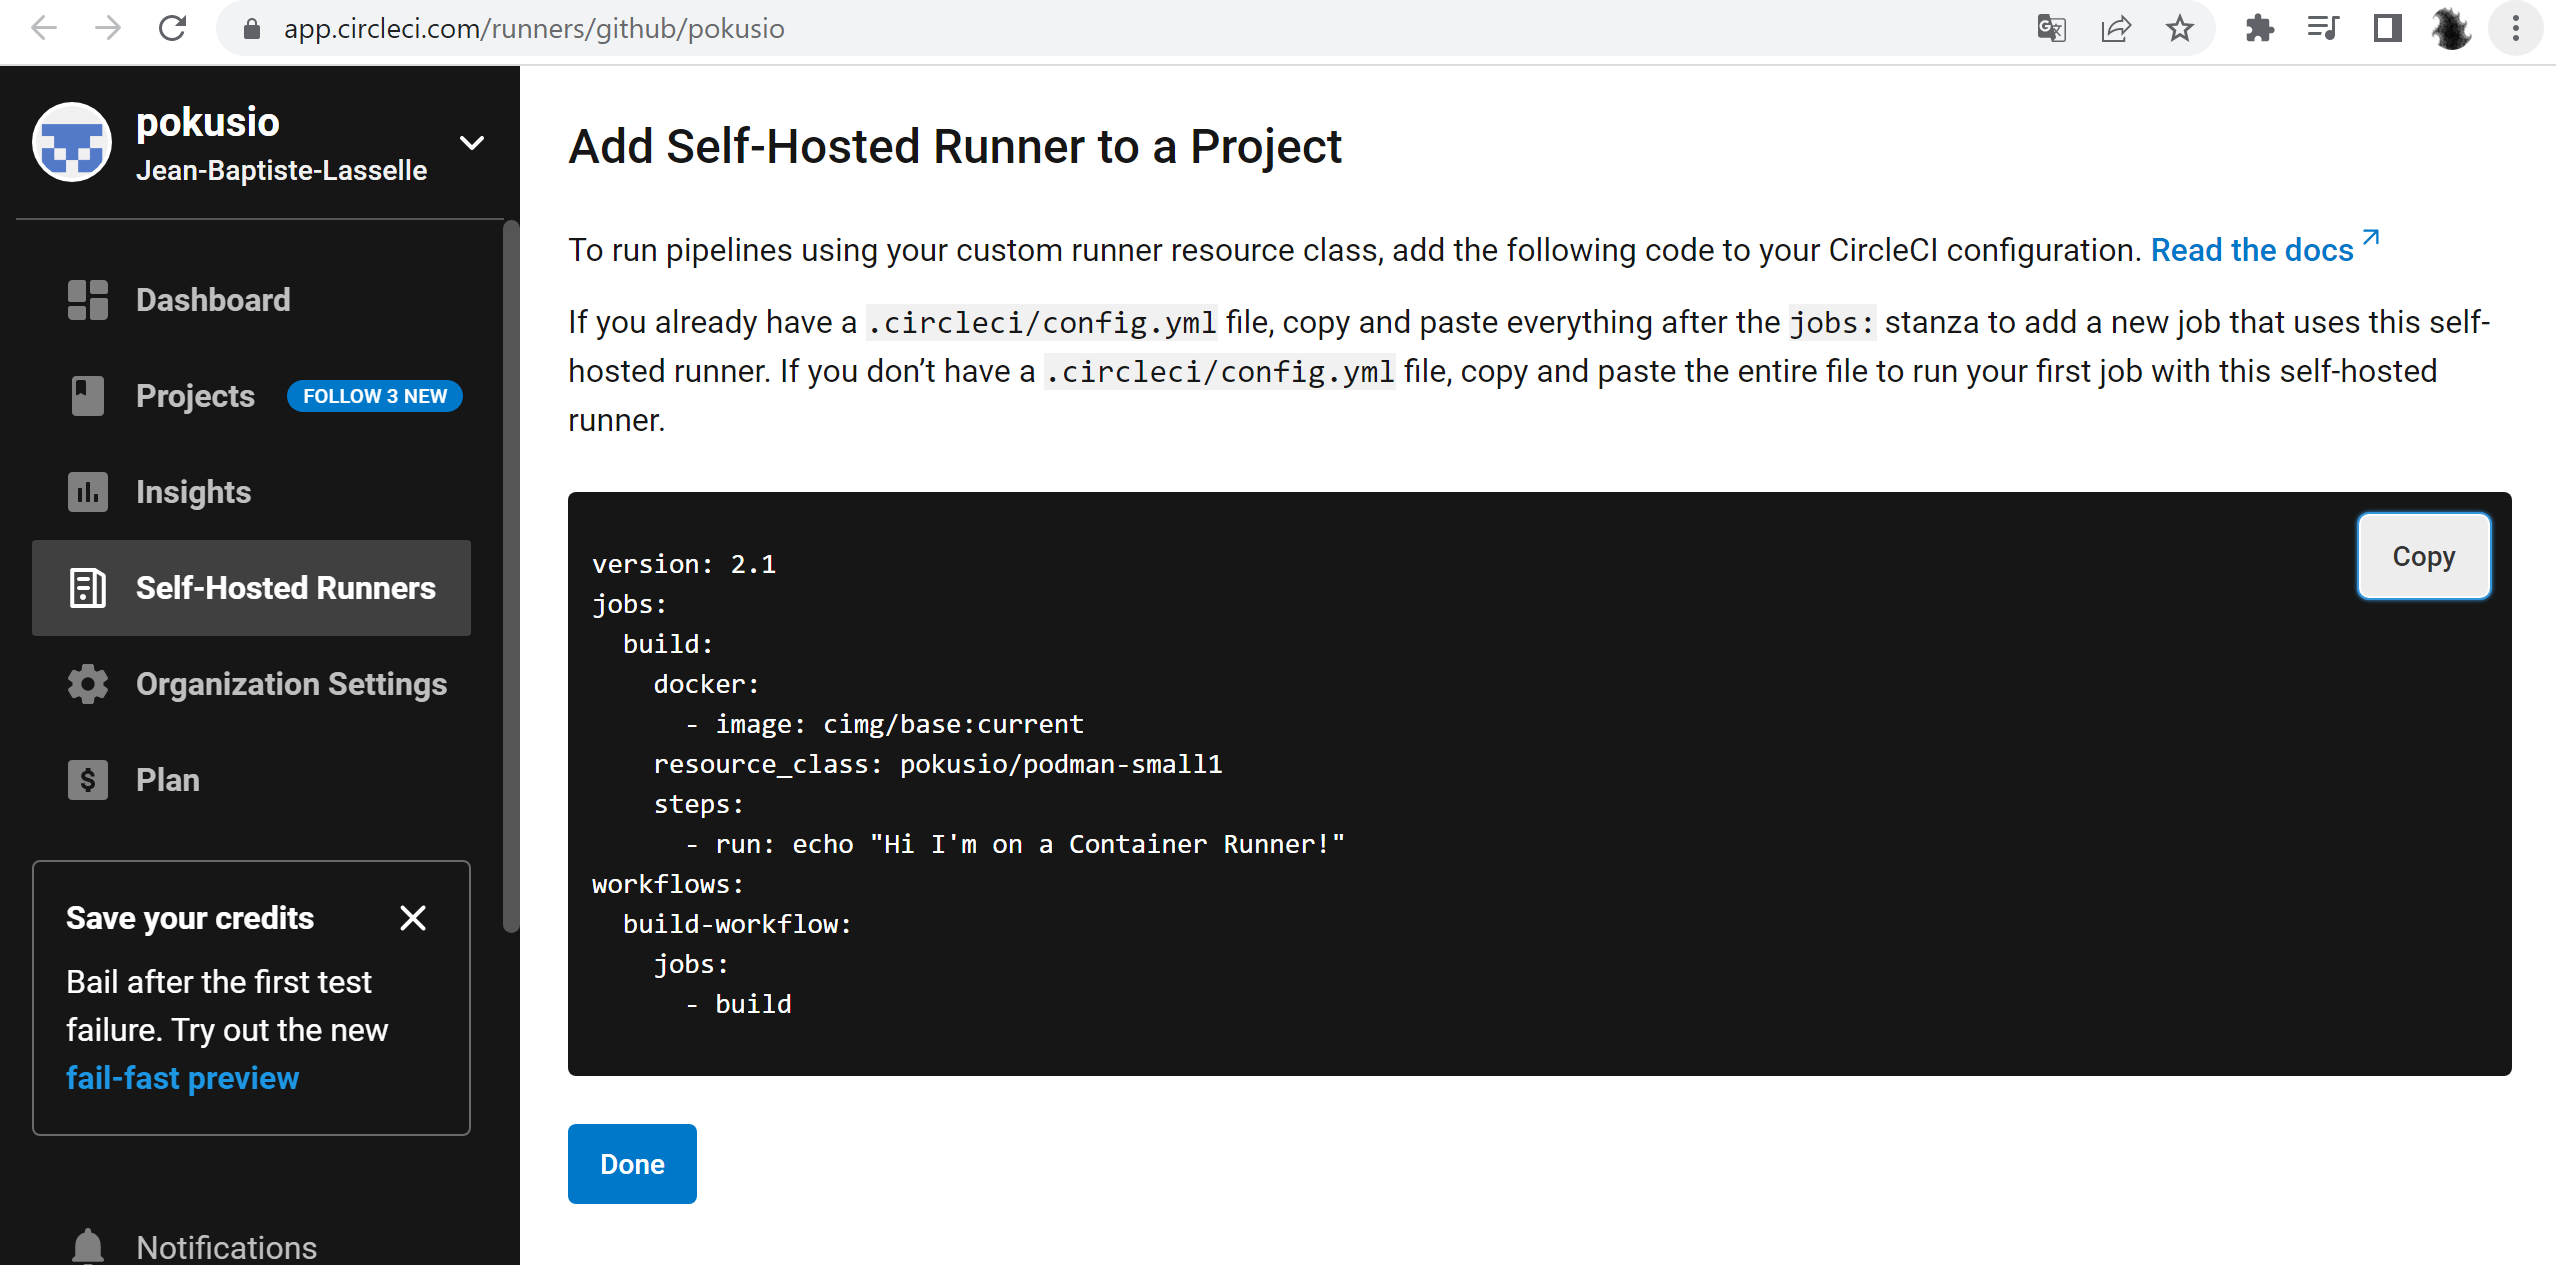 app.circleci.com/runners/github/pokusio
pokusio
Jean-Baptiste-Lasselle
Dashboard
Projects FOLLOW 3 NEW
Insights
Self-Hosted Runners
Organization Settings
$ Plan
Save your credits
Bail after the first test
failure. Try out the new
fail-fast preview
Notifications
Add Self-Hosted Runner to a Project
To run pipelines using your custom runner resource class, add the following code to your CircleCI configuration. Read the docs
If you already have a .circleci/config.yml file, copy and paste everything after the jobs: stanza to add a new job that uses this self-
hosted runner. If you don’t have a .circleci/config.yml file, copy and paste the entire file to run your first job with this self-hosted
runner.
Copy
version: 2.1
jobs:
  build:
    docker:
      - image: cimg/base:current
    resource_class: pokusio/podman-small1
    steps:
      - run: echo "Hi I'm on a Container Runner!"
workflows:
  build-workflow:
    jobs:
      - build
Done